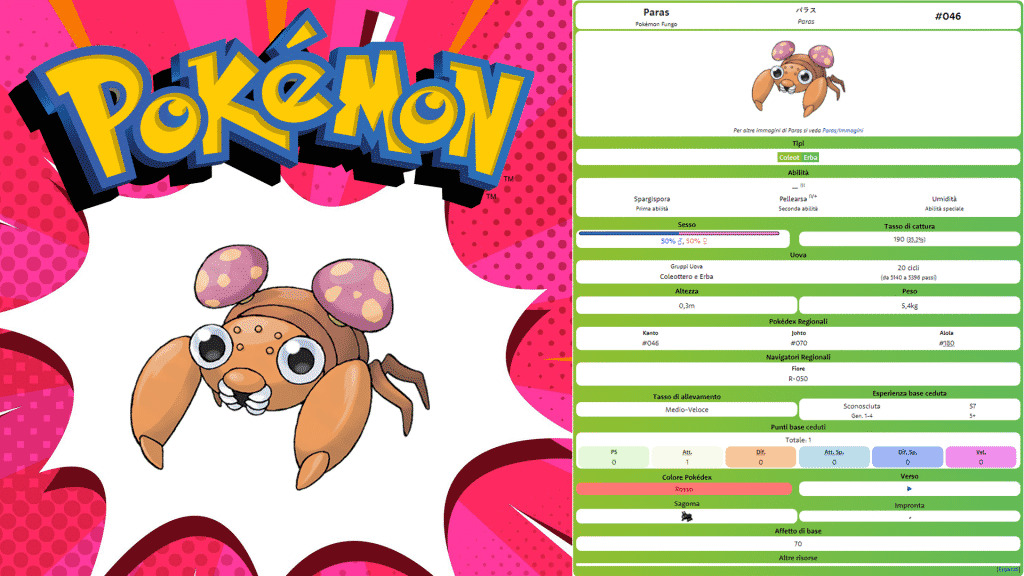 POKéMON
TM
TM
Paras
Pokémon Fungo
パラス
Paras
#046
Per altre immagini di Paras si veda Paras/Immagini
Tipi
Coleot Erba
Abilità
Spargispora
Prima abilità
Pellearsa IV+
Seconda abilità
Umidità
Abilità speciale
Sesso
50% ♂, 50% ♀
Tasso di cattura
190 (35,2%)
Uova
Gruppi Uova
Coleottero e Erba
20 cicli
(da 5140 a 5396 passi)
Altezza
0,3m
Peso
5,4kg
Pokédex Regionali
Kanto
#046
Johto
#070
Alola
#180
Navigatori Regionali
Fiore
R-050
Tasso di allevamento
Medio-Veloce
Esperienza base ceduta
Sconosciuta
Gen. 1-4
57
5+
Punti base ceduti
Totale: 1
PS
0
Att.
1
Dif.
0
Att. Sp.
0
Dif. Sp.
0
Vel.
0
Colore Pokédex
Rosso
Verso
Sagoma
Impronta
Affetto di base
70
Altre risorse